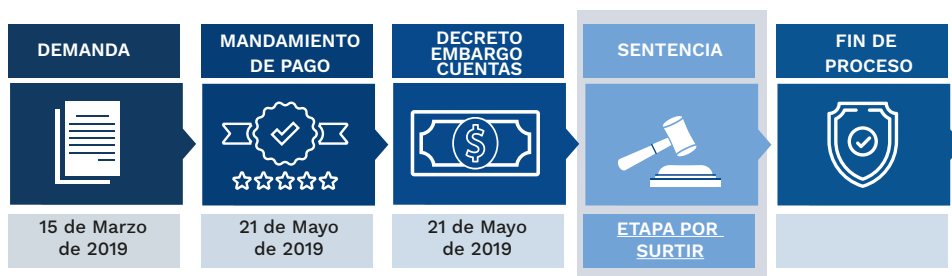 DEMANDA
15 de Marzo
de 2019
MANDAMIENTO
DE PAGO
21 de Mayo
de 2019
DECRETO
EMBARGO
CUENTAS
$
21 de Mayo
de 2019
SENTENCIA
ETAPA POR
SURTIR
FIN DE
PROCESO